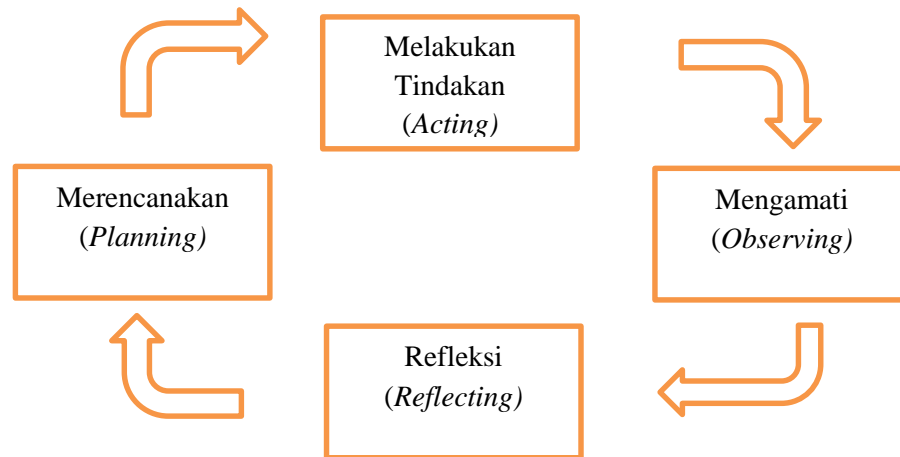 Melakukan
Tindakan
(Acting)
Merencanakan
(Planning)
Mengamati
(Observing)
Refleksi
(Reflecting)